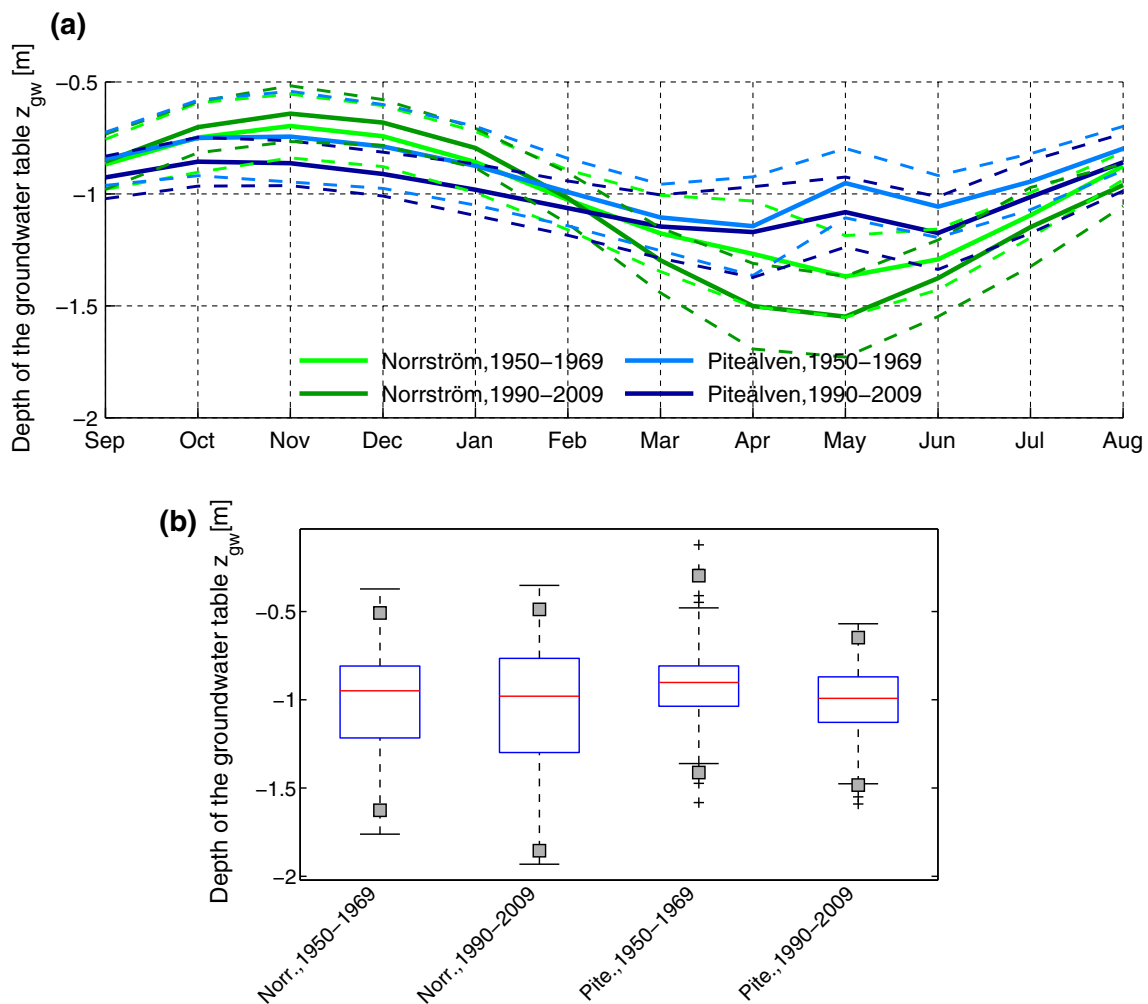 (a)
Depth of the groundwater table z_gw [m]
−0.5
−1
−1.5
−2
Norrström,1950−1969
Norrström,1990−2009
Piteälven,1950−1969
Piteälven,1990−2009
Sep Oct Nov Dec Jan Feb Mar Apr May Jun Jul Aug
(b)
Depth of the groundwater table z_gw [m]
−0.5
−1
−1.5
−2
Norr.,1950−1969
Norr.,1990−2009
Pite.,1950−1969
Pite.,1990−2009